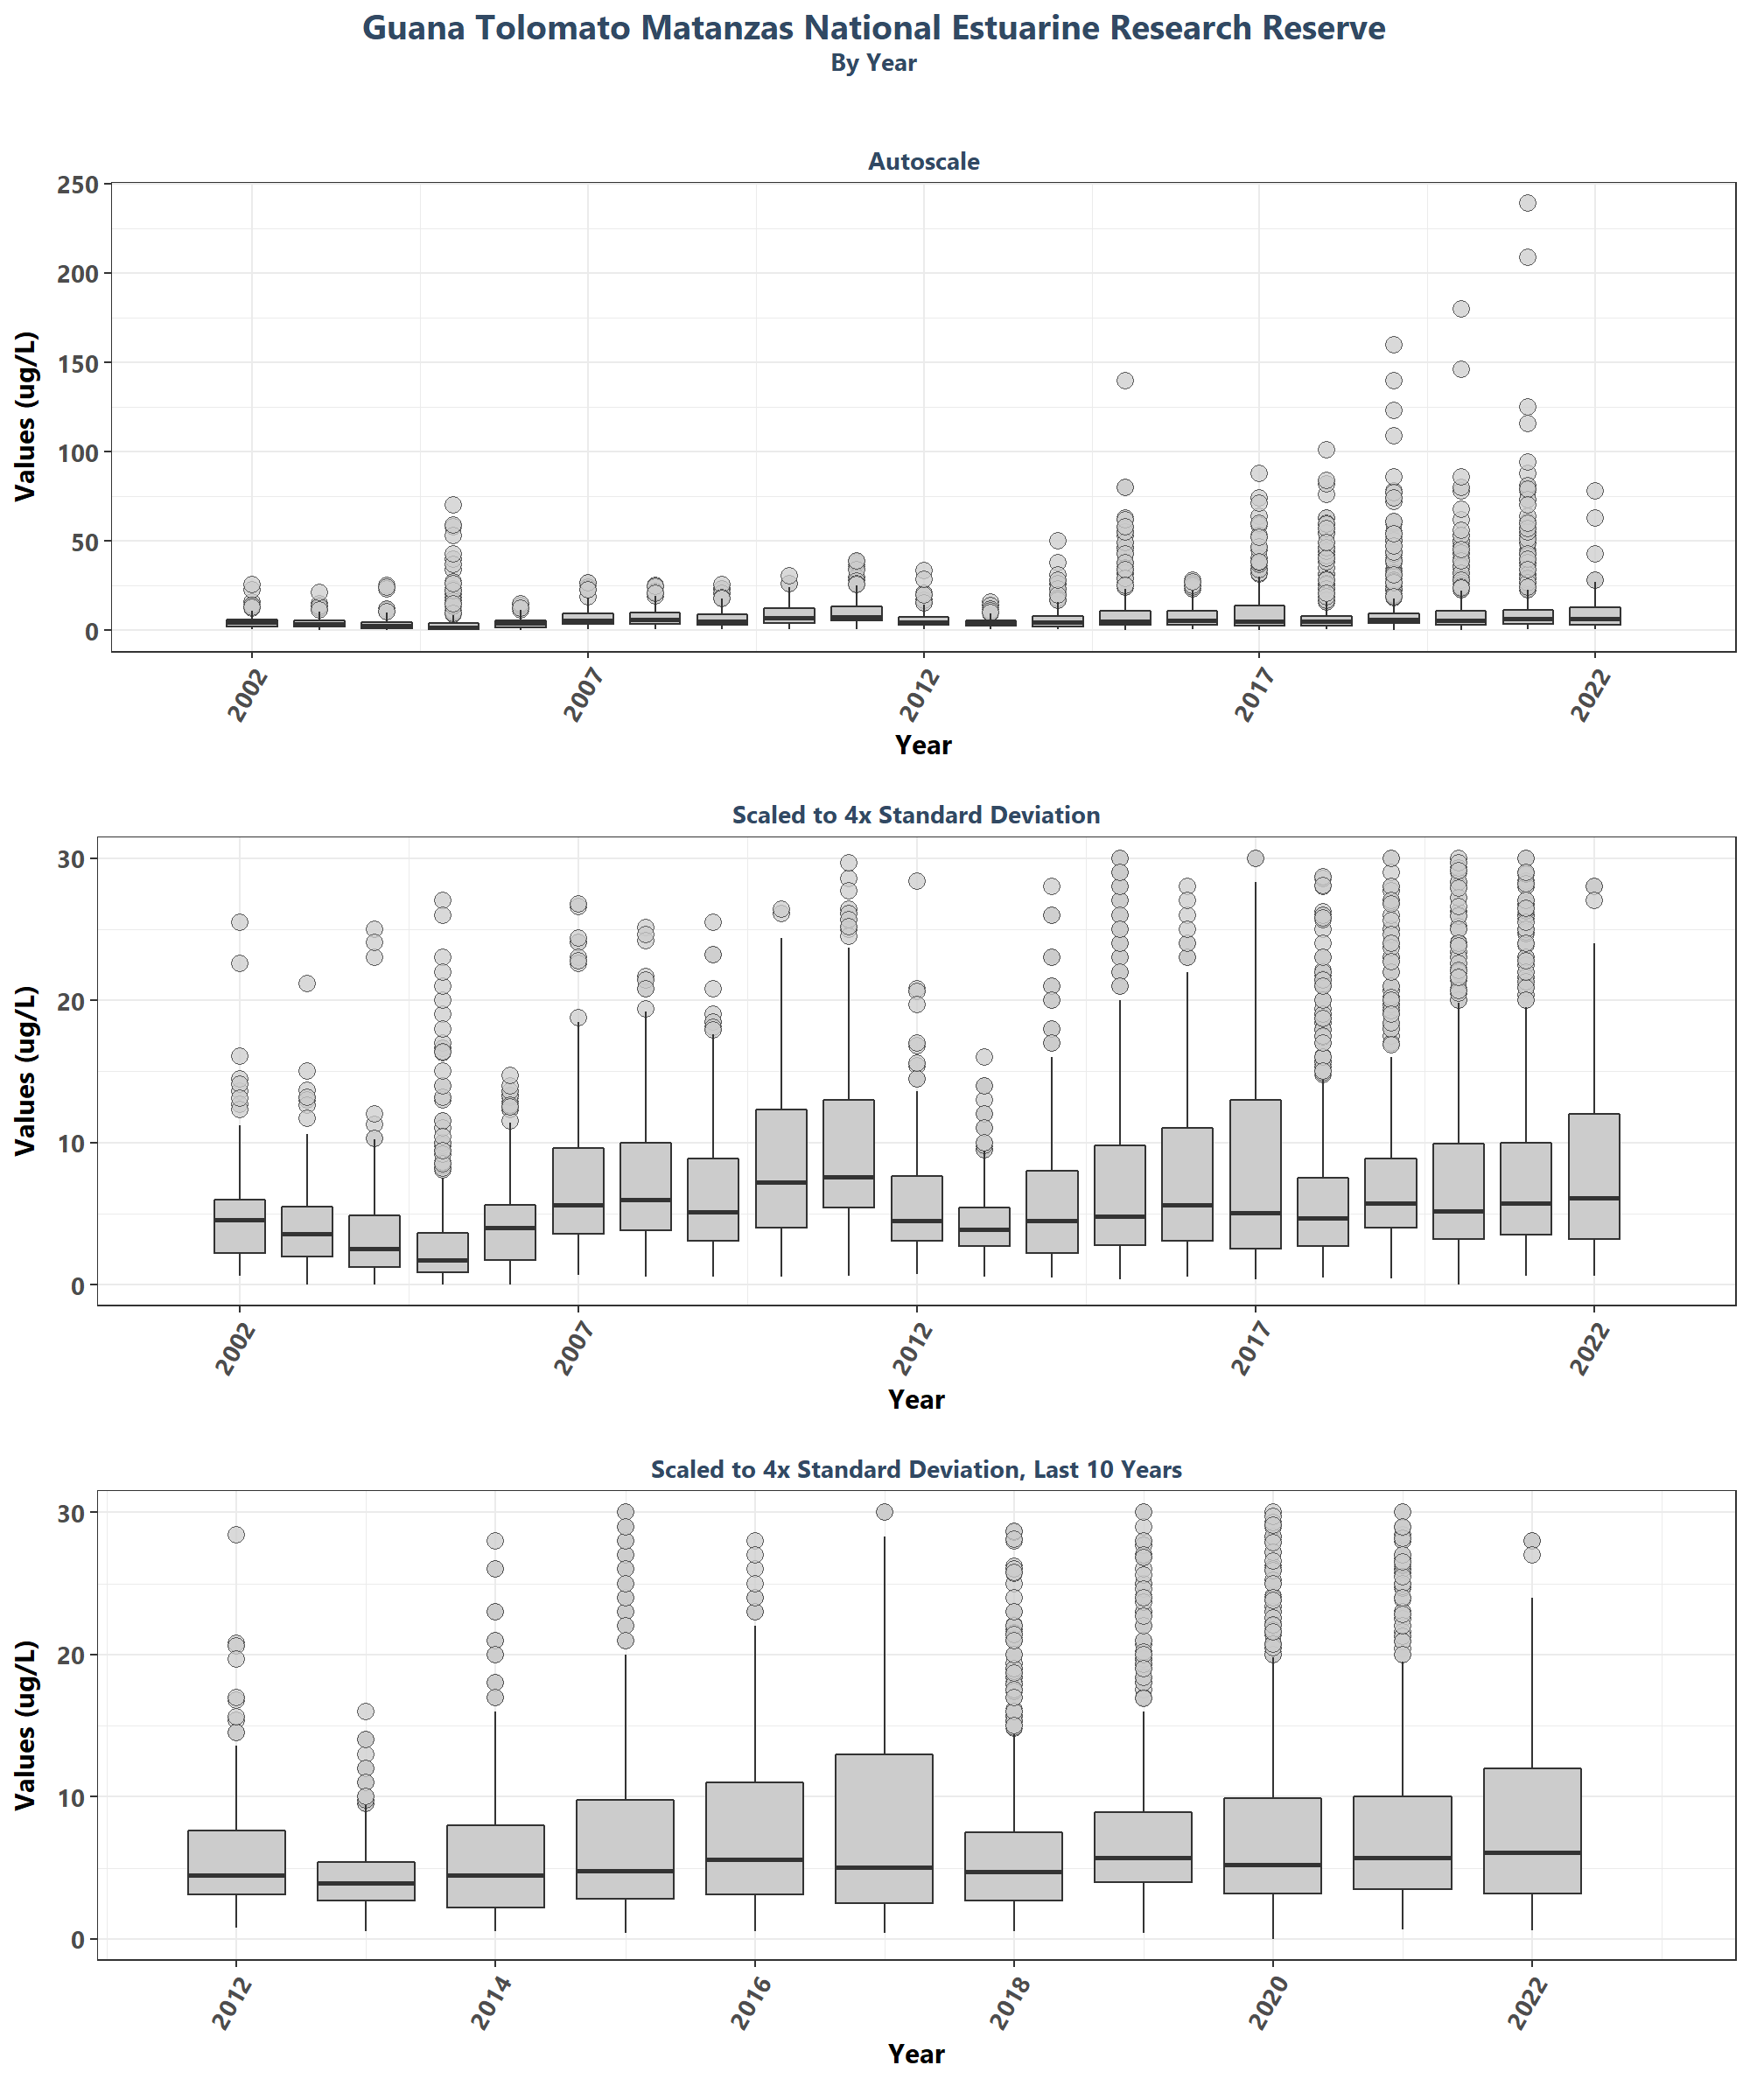 Guana Tolomato Matanzas National Estuarine Research Reserve
By Year
Autoscale
Values (ug/L)
250
200
150
100
50
0
2002
2007
2012
2017
2022
Year
Scaled to 4x Standard Deviation
Values (ug/L)
30
20
10
0
2002
2007
2012
2017
2022
Year
Scaled to 4x Standard Deviation, Last 10 Years
Values (ug/L)
30
20
10
0
2012
2014
2016
2018
2020
2022
Year